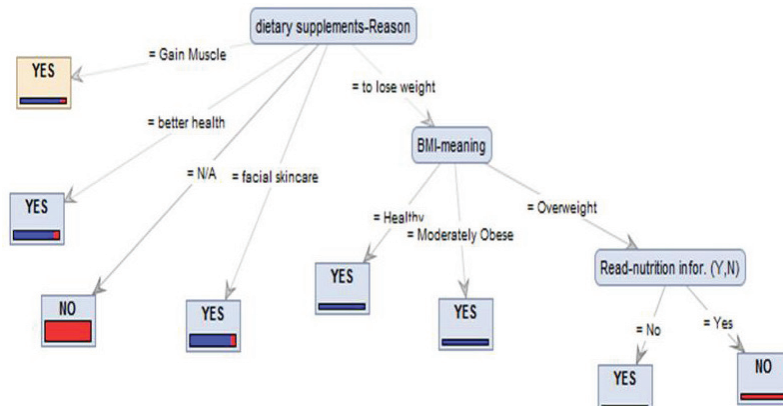 dietary supplements-Reason
= Gain Muscle
YES
= to lose weight
= better health
BMI-meaning
= N/A
= facial skincare
YES
= Healthy
= Overweight
= Moderately Obese
Read-nutrition infor. (Y,N)
YES
NO
YES
YES
= No
= Yes
YES
NO